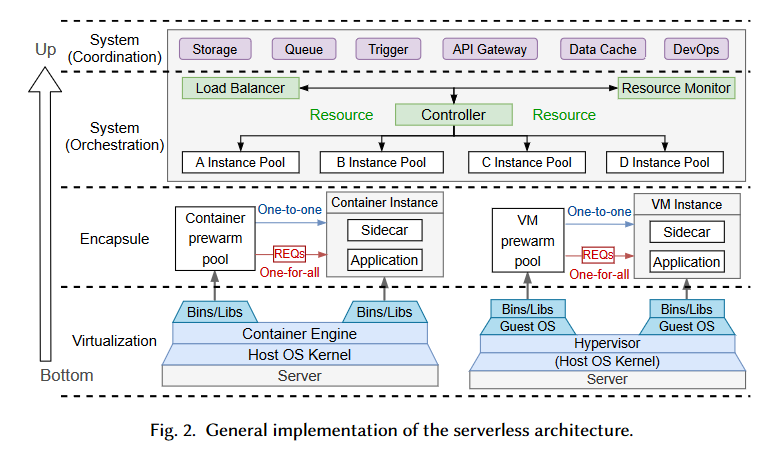 Up
System
(Coordination)
Storage
Queue
Trigger
API Gateway
Data Cache
DevOps
System
(Orchestration)
Load Balancer
Resource Monitor
Resource
Controller
Resource
A Instance Pool
B Instance Pool
C Instance Pool
D Instance Pool
Encapsule
Container
prewarm
pool
One-to-one
REQs
One-for-all
Container Instance
Sidecar
Application
VM
prewarm
pool
One-to-one
REQs
One-for-all
VM Instance
Sidecar
Application
Virtualization
Bins/Libs
Bins/Libs
Container Engine
Host OS Kernel
Server
Bins/Libs
Guest OS
Bins/Libs
Guest OS
Hypervisor
(Host OS Kernel)
Server
Bottom
Fig. 2. General implementation of the serverless architecture.